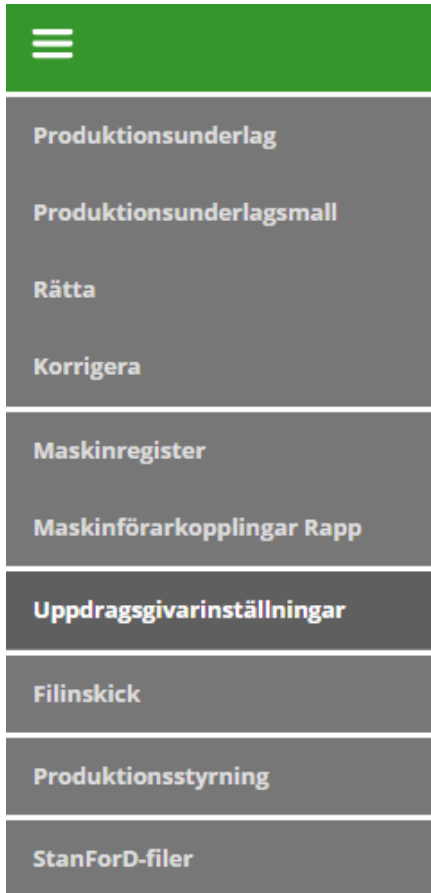 Produktionsunderlag
Produktionsunderlagsmall
Rätta
Korrigera
Maskinregister
Maskinförarkopplingar Rapp
Uppdragsgivarinställningar
Filinskick
Produktionsstyrning
StanForD-filer